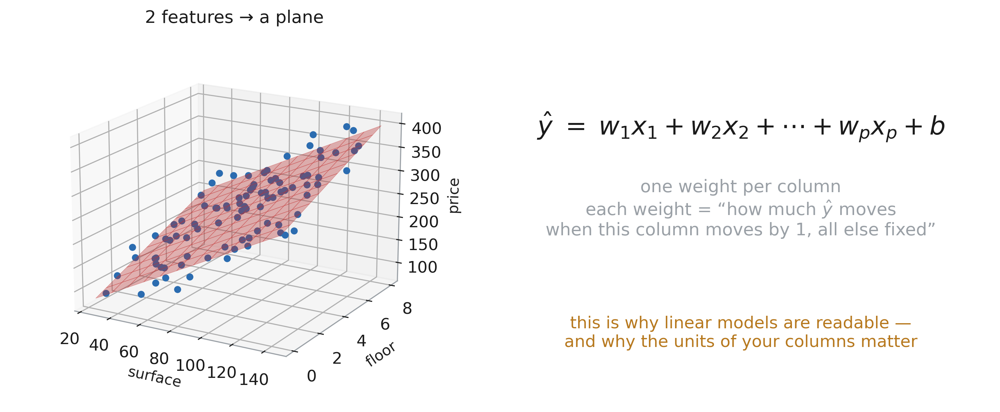 2 features → a plane
400
350
300
250
200
150
100
price
20
40
60
80
100
120
140
surface
0
2
4
6
8
floor
ŷ = w₁x₁ + w₂x₂ + ⋯ + wₚxₚ + b
one weight per column
each weight = “how much ŷ moves
when this column moves by 1, all else fixed”
this is why linear models are readable —
and why the units of your columns matter